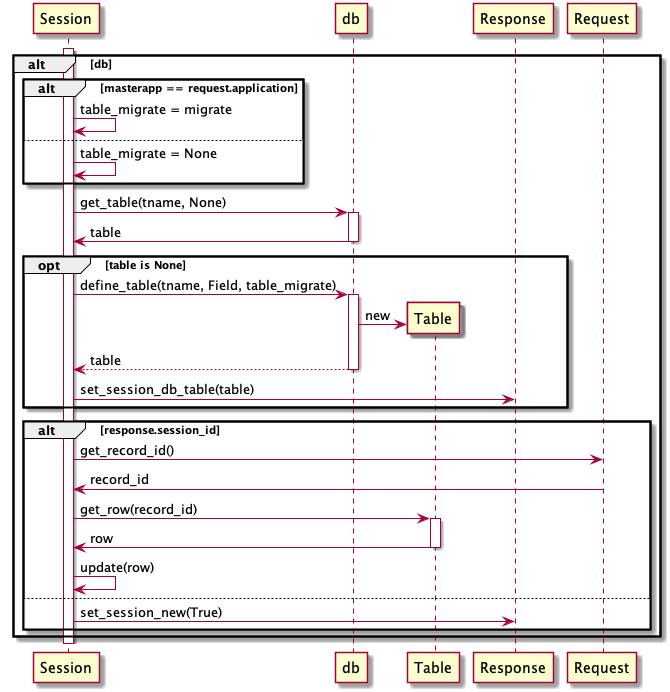 Session db Response Request
alt [db]
alt [masterapp == request.application]
table_migrate = migrate
table_migrate = None
get_table(tname, None)
table
opt [table is None]
define_table(tname, Field, table_migrate)
new Table
table
set_session_db_table(table)
alt [response.session_id]
get_record_id()
record_id
get_row(record_id)
row
update(row)
set_session_new(True)
Session db Table Response Request